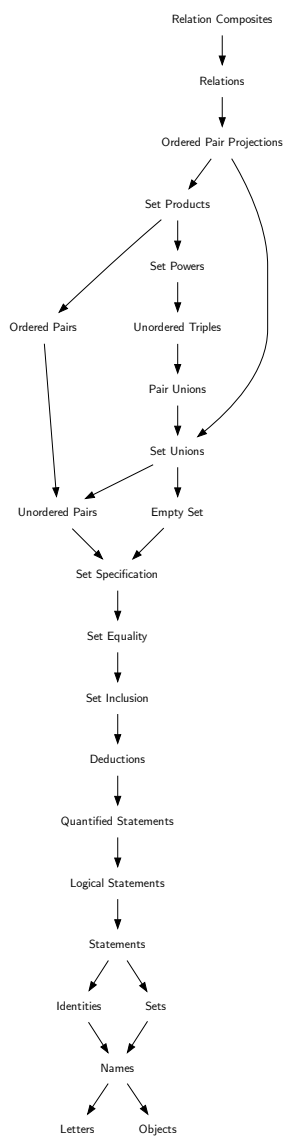 Relation Composites
Relations
Ordered Pair Projections
Set Products
Set Powers
Ordered Pairs
Unordered Triples
Pair Unions
Set Unions
Unordered Pairs
Empty Set
Set Specification
Set Equality
Set Inclusion
Deductions
Quantified Statements
Logical Statements
Statements
Identities
Sets
Names
Letters
Objects